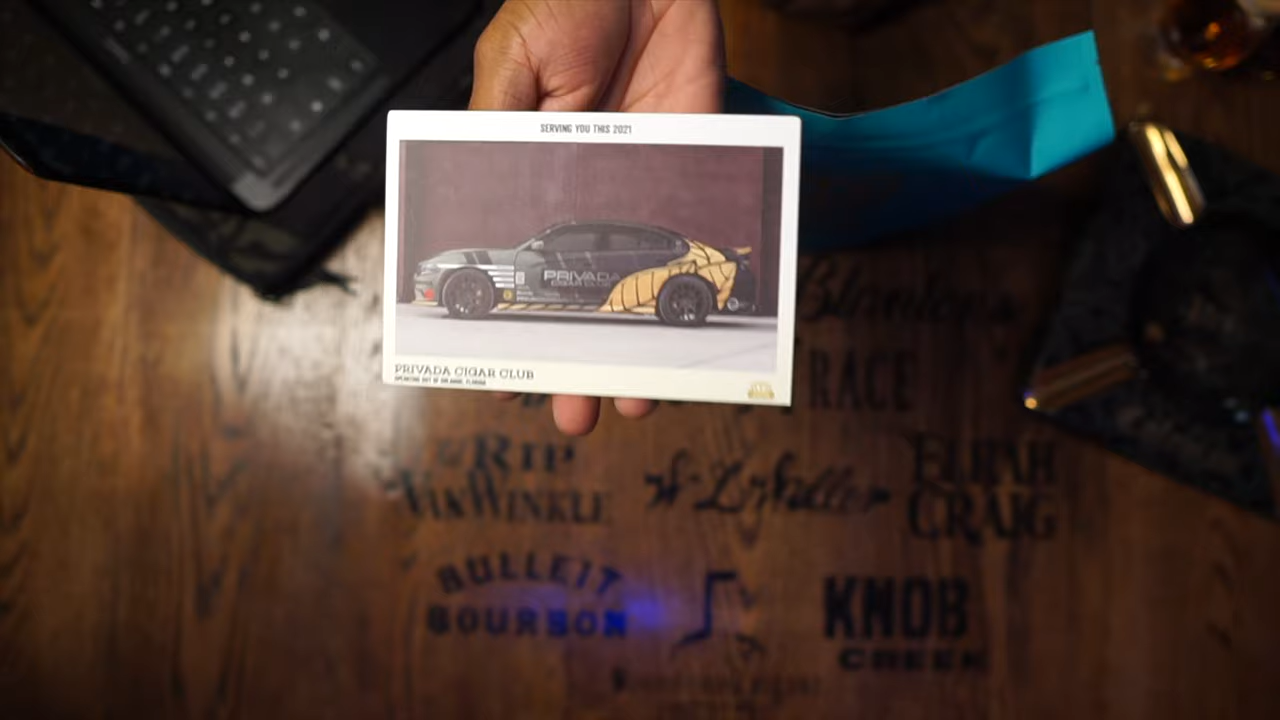 SERVING YOU THIS 2021
PRIVADA
CIGAR CLUB
PRIVADA CIGAR CLUB
OPERATING OUT OF ORLANDO, FLORIDA
Blanton's
TRACE
RIP
VAN WINKLE
W.L. Weller
ELIJAH
CRAIG
BULLEIT
BOURBON
KNOB
CREEK